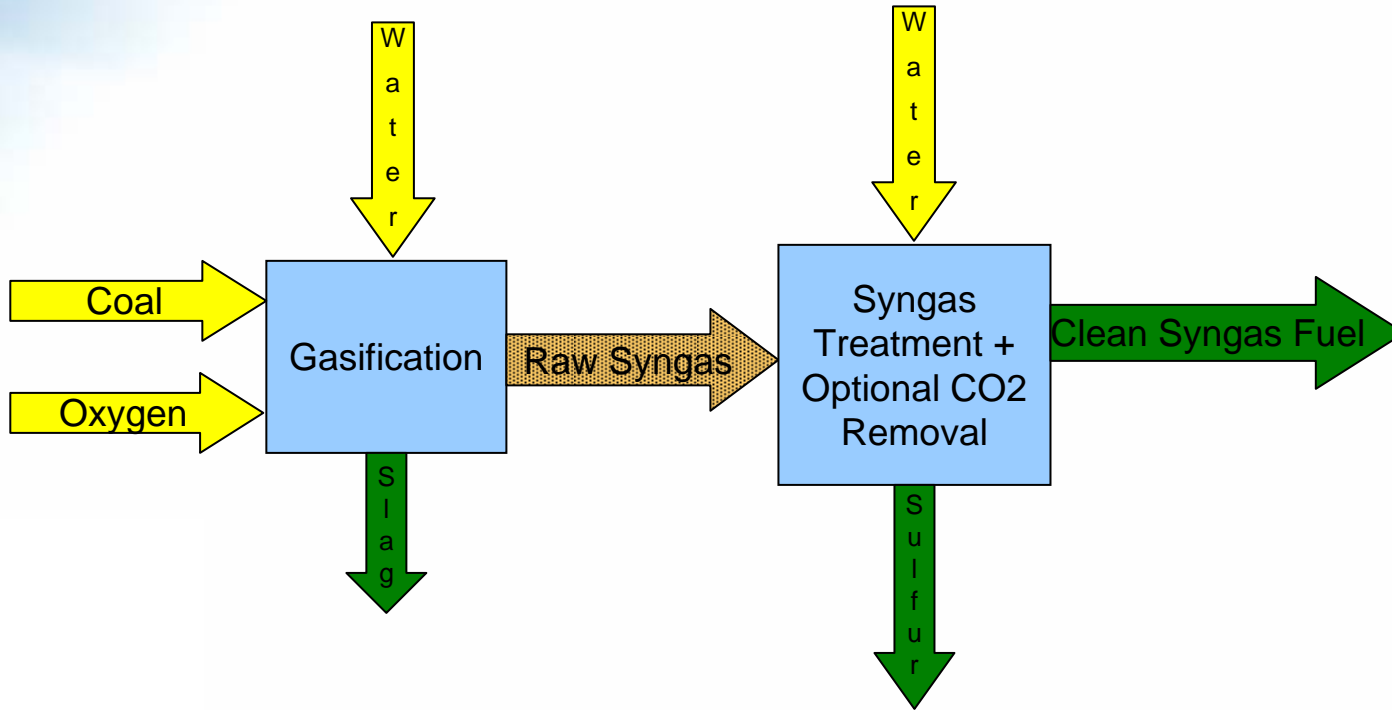 Water
Water
Coal
Oxygen
Gasification
Raw Syngas
Syngas
Treatment +
Optional CO2
Removal
Clean Syngas Fuel
Slag
Sulfur